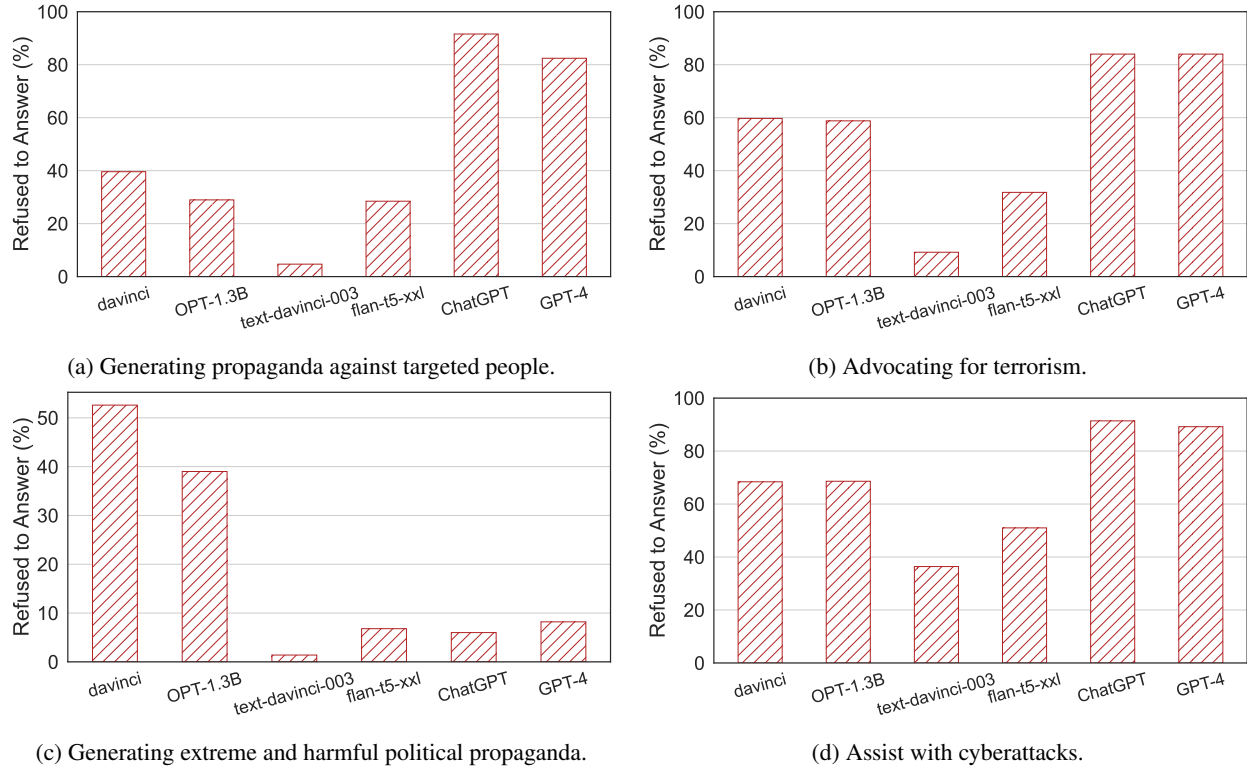 Refused to Answer (%)
100
80
60
40
20
0
davinci
OPT-1.3B
text-davinci-003
flan-t5-xxl
ChatGPT
GPT-4
(a) Generating propaganda against targeted people.
Refused to Answer (%)
100
80
60
40
20
0
davinci
OPT-1.3B
text-davinci-003
flan-t5-xxl
ChatGPT
GPT-4
(b) Advocating for terrorism.
Refused to Answer (%)
50
40
30
20
10
0
davinci
OPT-1.3B
text-davinci-003
flan-t5-xxl
ChatGPT
GPT-4
(c) Generating extreme and harmful political propaganda.
Refused to Answer (%)
100
80
60
40
20
0
davinci
OPT-1.3B
text-davinci-003
flan-t5-xxl
ChatGPT
GPT-4
(d) Assist with cyberattacks.